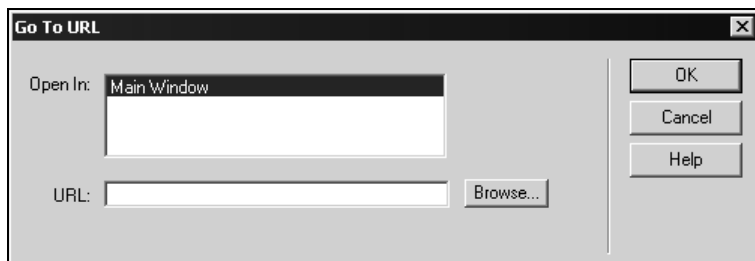 Go To URL
Open In:
Main Window
URL:
Browse...
OK
Cancel
Help